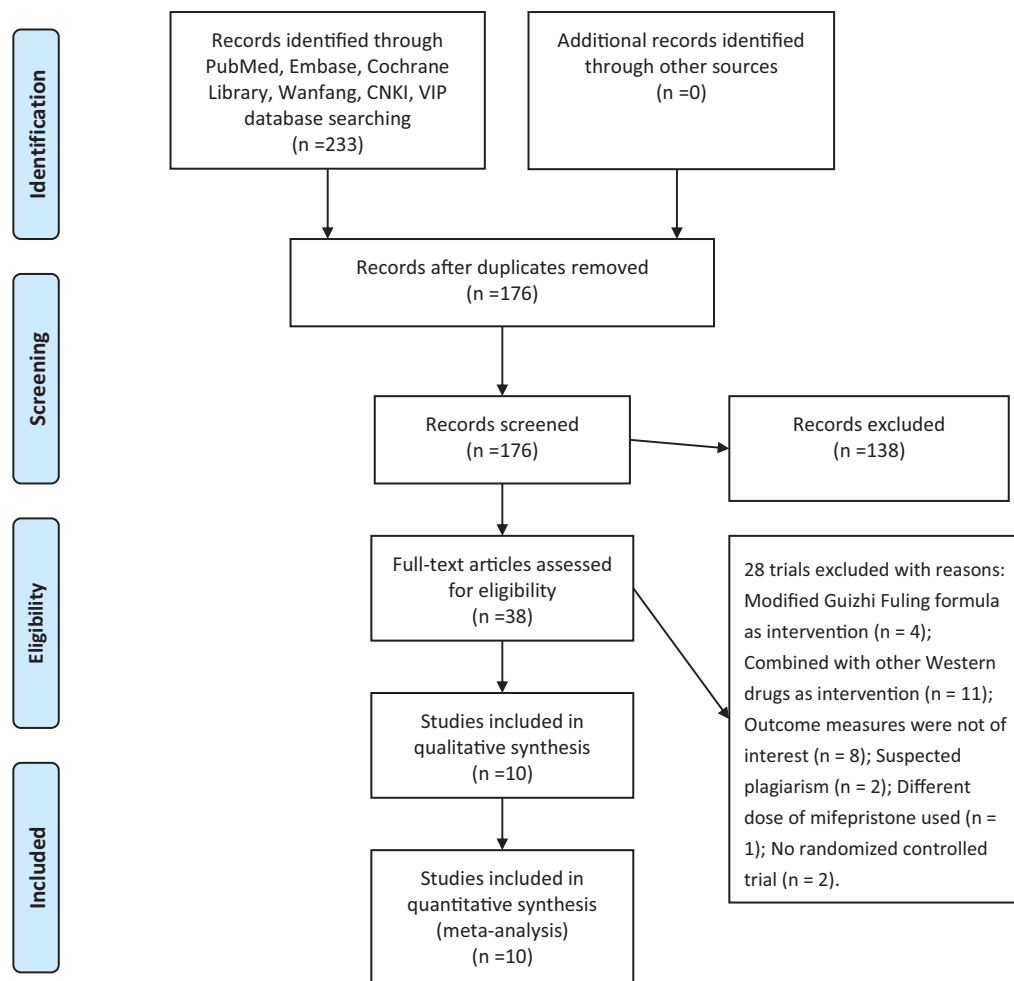 Identification
Records identified through
PubMed, Embase, Cochrane
Library, Wanfang, CNKI, VIP
database searching
(n =233)
Additional records identified
through other sources
(n =0)
Records after duplicates removed
(n =176)
Screening
Records screened
(n =176)
Records excluded
(n =138)
Eligibility
Full-text articles assessed
for eligibility
(n =38)
28 trials excluded with reasons:
Modified Guizhi Fuling formula
as intervention (n = 4);
Combined with other Western
drugs as intervention (n = 11);
Outcome measures were not of
interest (n = 8); Suspected
plagiarism (n = 2); Different
dose of mifepristone used (n =
1); No randomized controlled
trial (n = 2).
Studies included in
qualitative synthesis
(n =10)
Included
Studies included in
quantitative synthesis
(meta-analysis)
(n =10)